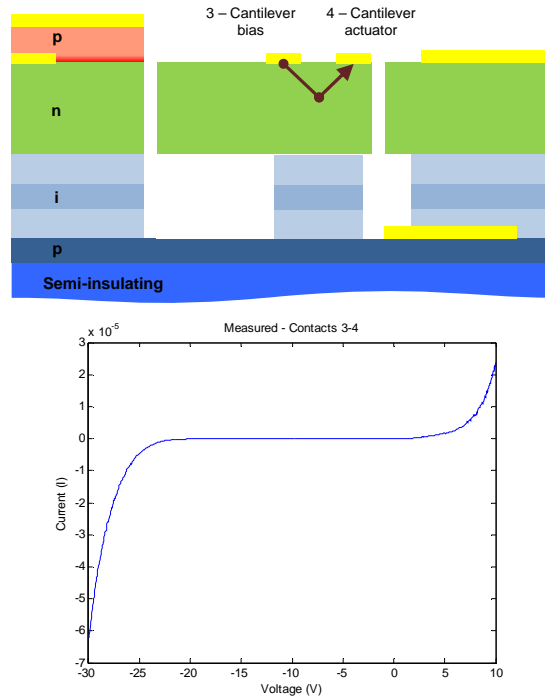 3 – Cantilever
bias
4 – Cantilever
actuator
p
n
i
p
Semi-insulating
Measured - Contacts 3-4
x 10^-5
3
2
1
0
-1
-2
-3
-4
-5
-6
-7
Current (I)
-30 -25 -20 -15 -10 -5 0 5 10
Voltage (V)